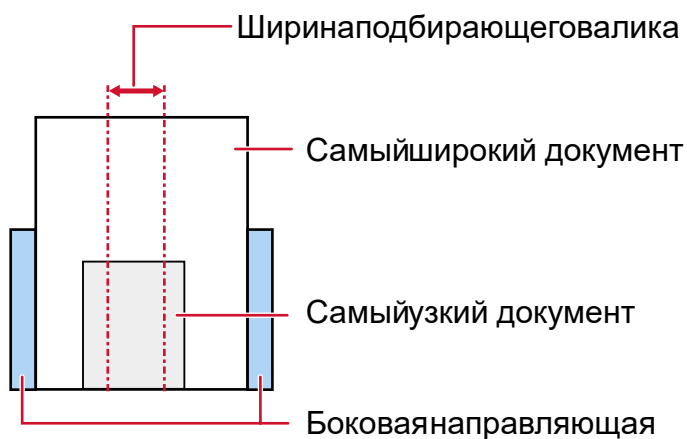 Ширинаподбирающеговалика
Самыйширокий документ
Самыйузкий документ
Боковаянаправляющая